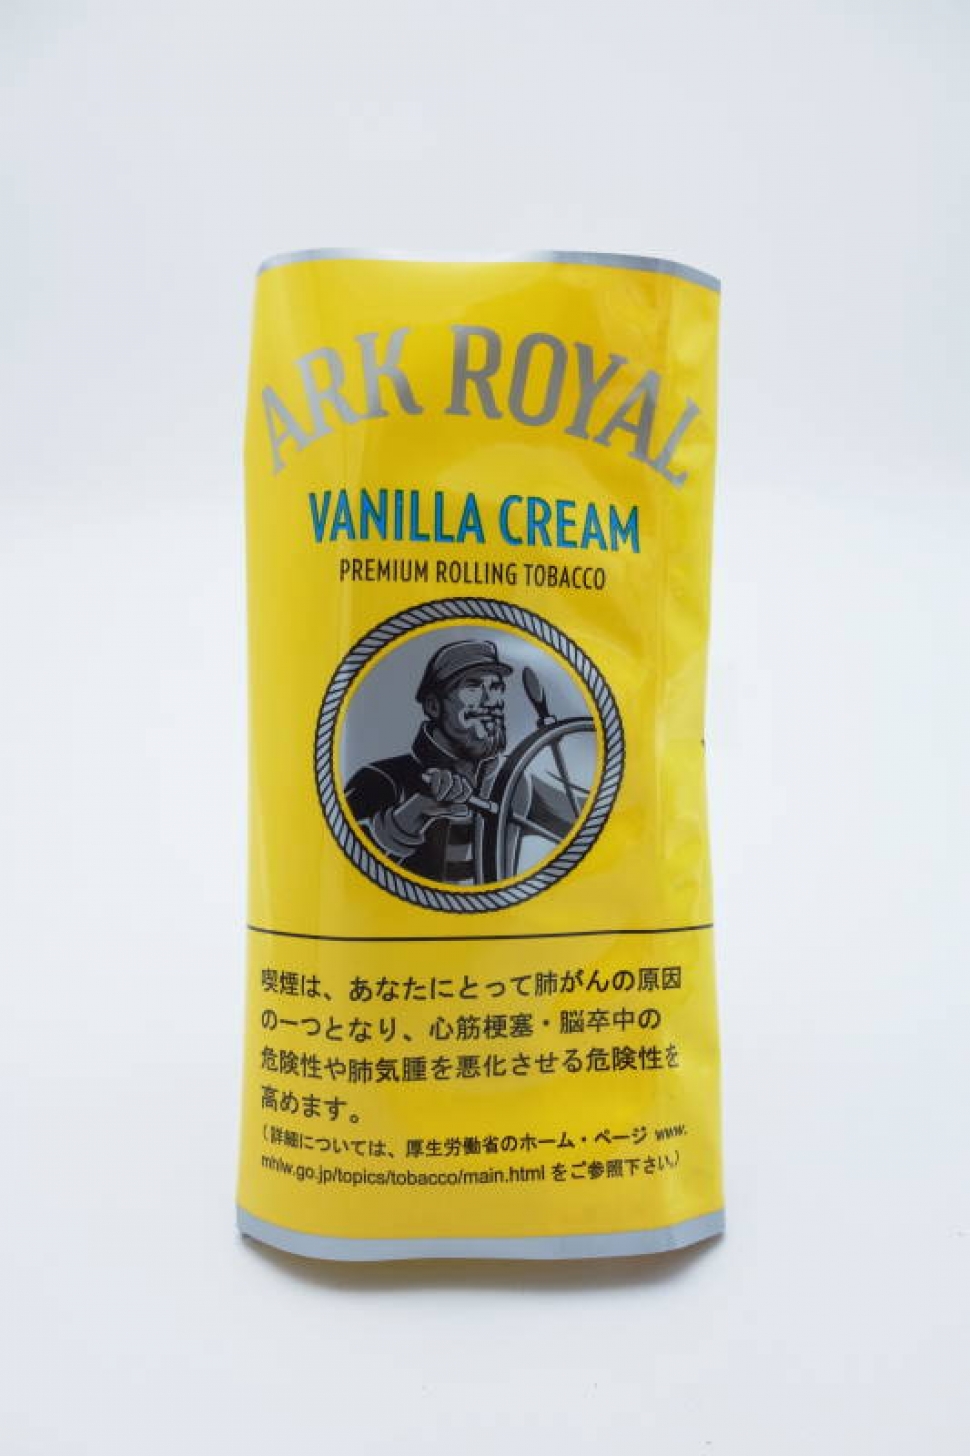 ARK ROYAL
VANILLA CREAM
PREMIUM ROLLING TOBACCO
喫煙は、あなたにとって肺がんの原因
の一つとなり、心筋梗塞・脳卒中の
危険性や肺気腫を悪化させる危険性を
高めます。
(詳細については、厚生労働省のホーム・ページ www.
mhlw.go.jp/topics/tobacco/main.html をご参照下さい。)